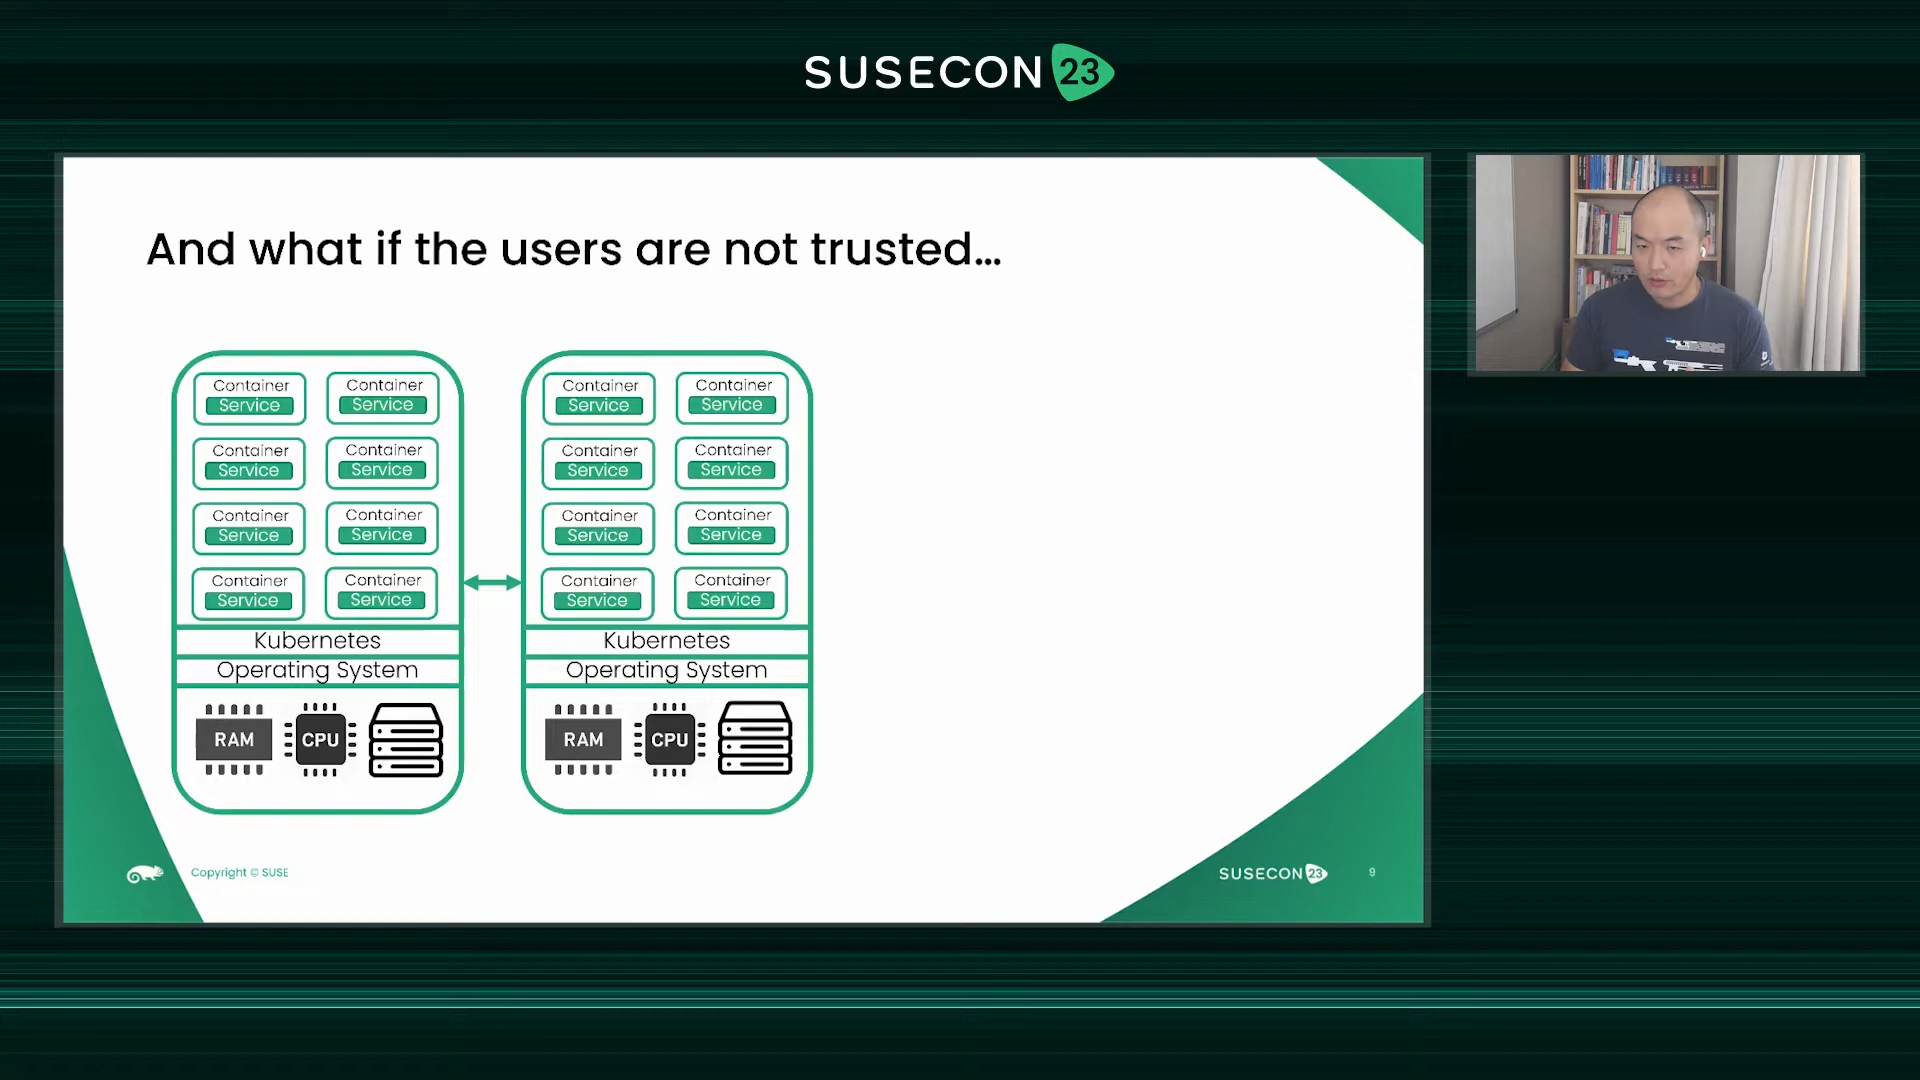 SUSECON 23
And what if the users are not trusted...
Container Container
Service Service
Container Container
Service Service
Container Container
Service Service
Container Container
Service Service
Kubernetes
Operating System
RAM CPU
Container Container
Service Service
Container Container
Service Service
Container Container
Service Service
Container Container
Service Service
Kubernetes
Operating System
RAM CPU
Copyright © SUSE
SUSECON 23
9